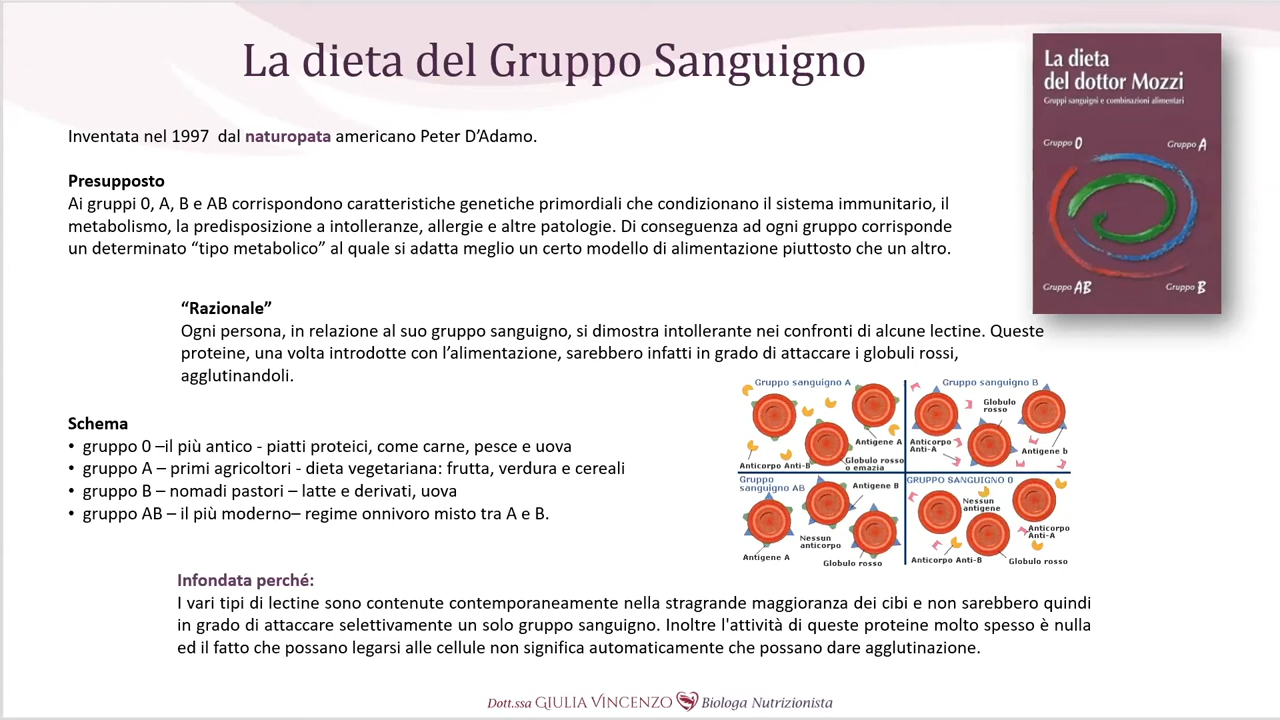 La dieta del Gruppo Sanguigno
La dieta
del dottor Mozzi
Gruppi sanguigni e combinazioni alimentari
Gruppo 0
Gruppo A
Gruppo AB
Gruppo B
Inventata nel 1997 dal naturopata americano Peter D’Adamo.
Presupposto
Ai gruppi 0, A, B e AB corrispondono caratteristiche genetiche primordiali che condizionano il sistema immunitario, il
metabolismo, la predisposizione a intolleranze, allergie e altre patologie. Di conseguenza ad ogni gruppo corrisponde
un determinato “tipo metabolico” al quale si adatta meglio un certo modello di alimentazione piuttosto che un altro.
“Razionale”
Ogni persona, in relazione al suo gruppo sanguigno, si dimostra intollerante nei confronti di alcune lectine. Queste
proteine, una volta introdotte con l’alimentazione, sarebbero infatti in grado di attaccare i globuli rossi,
agglutinandoli.
Schema
• gruppo 0 –il più antico - piatti proteici, come carne, pesce e uova
• gruppo A – primi agricoltori - dieta vegetariana: frutta, verdura e cereali
• gruppo B – nomadi pastori – latte e derivati, uova
• gruppo AB – il più moderno– regime onnivoro misto tra A e B.
Gruppo sanguigno A
Antigene A
Anticorpo Anti-B
Globulo rosso
o emazia
Gruppo sanguigno B
Globulo
rosso
Anticorpo
Anti-A
Antigene b
Gruppo
sanguigno AB
Antigene B
Nessun
anticorpo
Antigene A
Globulo rosso
GRUPPO SANGUIGNO 0
Nessun
antigene
Anticorpo
Anti-A
Anticorpo Anti-B
Globulo rosso
Infondata perché:
I vari tipi di lectine sono contenute contemporaneamente nella stragrande maggioranza dei cibi e non sarebbero quindi
in grado di attaccare selettivamente un solo gruppo sanguigno. Inoltre l'attività di queste proteine molto spesso è nulla
ed il fatto che possano legarsi alle cellule non significa automaticamente che possano dare agglutinazione.
Dott.ssa GIULIA VINCENZO Biologa Nutrizionista